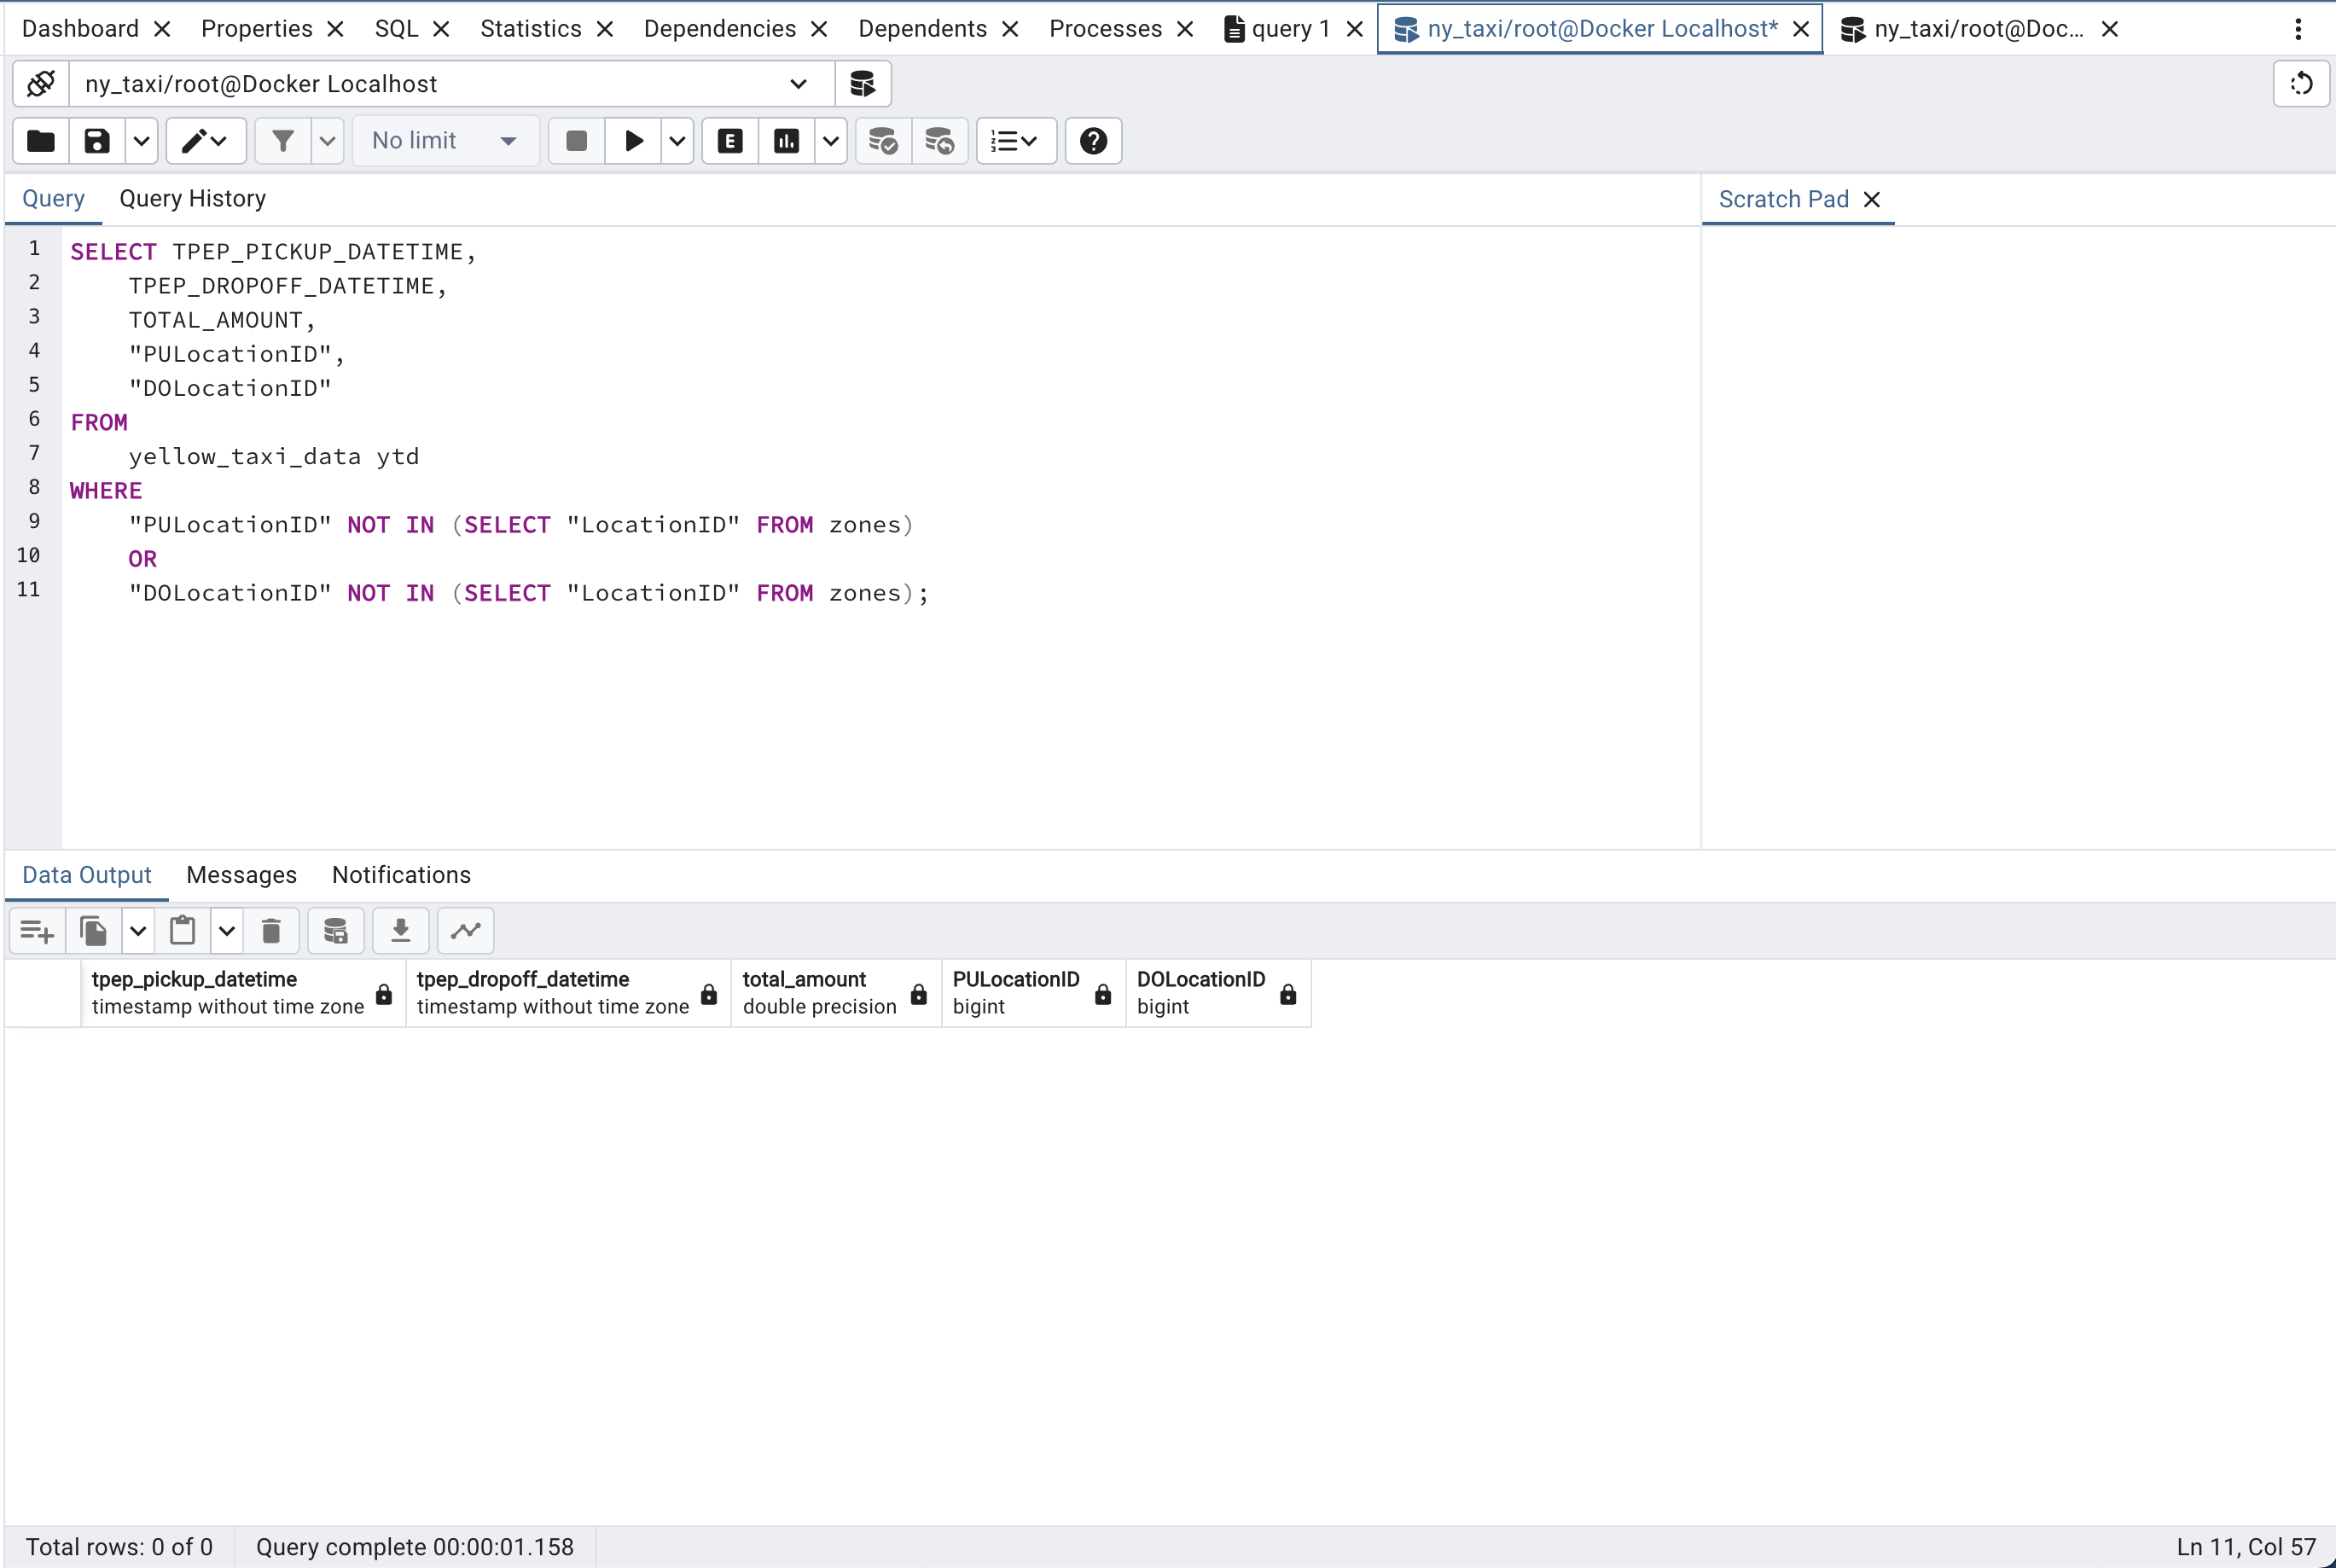 Dashboard Properties SQL Statistics Dependencies Dependents Processes query 1 ny_taxi/root@Docker Localhost* ny_taxi/root@Doc...
ny_taxi/root@Docker Localhost
No limit E
Query Query History Scratch Pad
1 SELECT TPEP_PICKUP_DATETIME,
2 TPEP_DROPOFF_DATETIME,
3 TOTAL_AMOUNT,
4 "PULocationID",
5 "DOLocationID"
6 FROM
7 yellow_taxi_data ytd
8 WHERE
9 "PULocationID" NOT IN (SELECT "LocationID" FROM zones)
10 OR
11 "DOLocationID" NOT IN (SELECT "LocationID" FROM zones);
Data Output Messages Notifications
tpep_pickup_datetime tpep_dropoff_datetime total_amount PULocationID DOLocationID
timestamp without time zone timestamp without time zone double precision bigint bigint
Total rows: 0 of 0 Query complete 00:00:01.158 Ln 11, Col 57